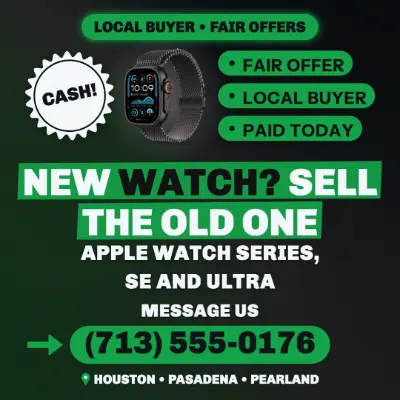 LOCAL BUYER • FAIR OFFERS
CASH!
• FAIR OFFER
• LOCAL BUYER
• PAID TODAY
NEW WATCH? SELL
THE OLD ONE
APPLE WATCH SERIES,
SE AND ULTRA
MESSAGE US
(713) 555-0176
HOUSTON • PASADENA • PEARLAND